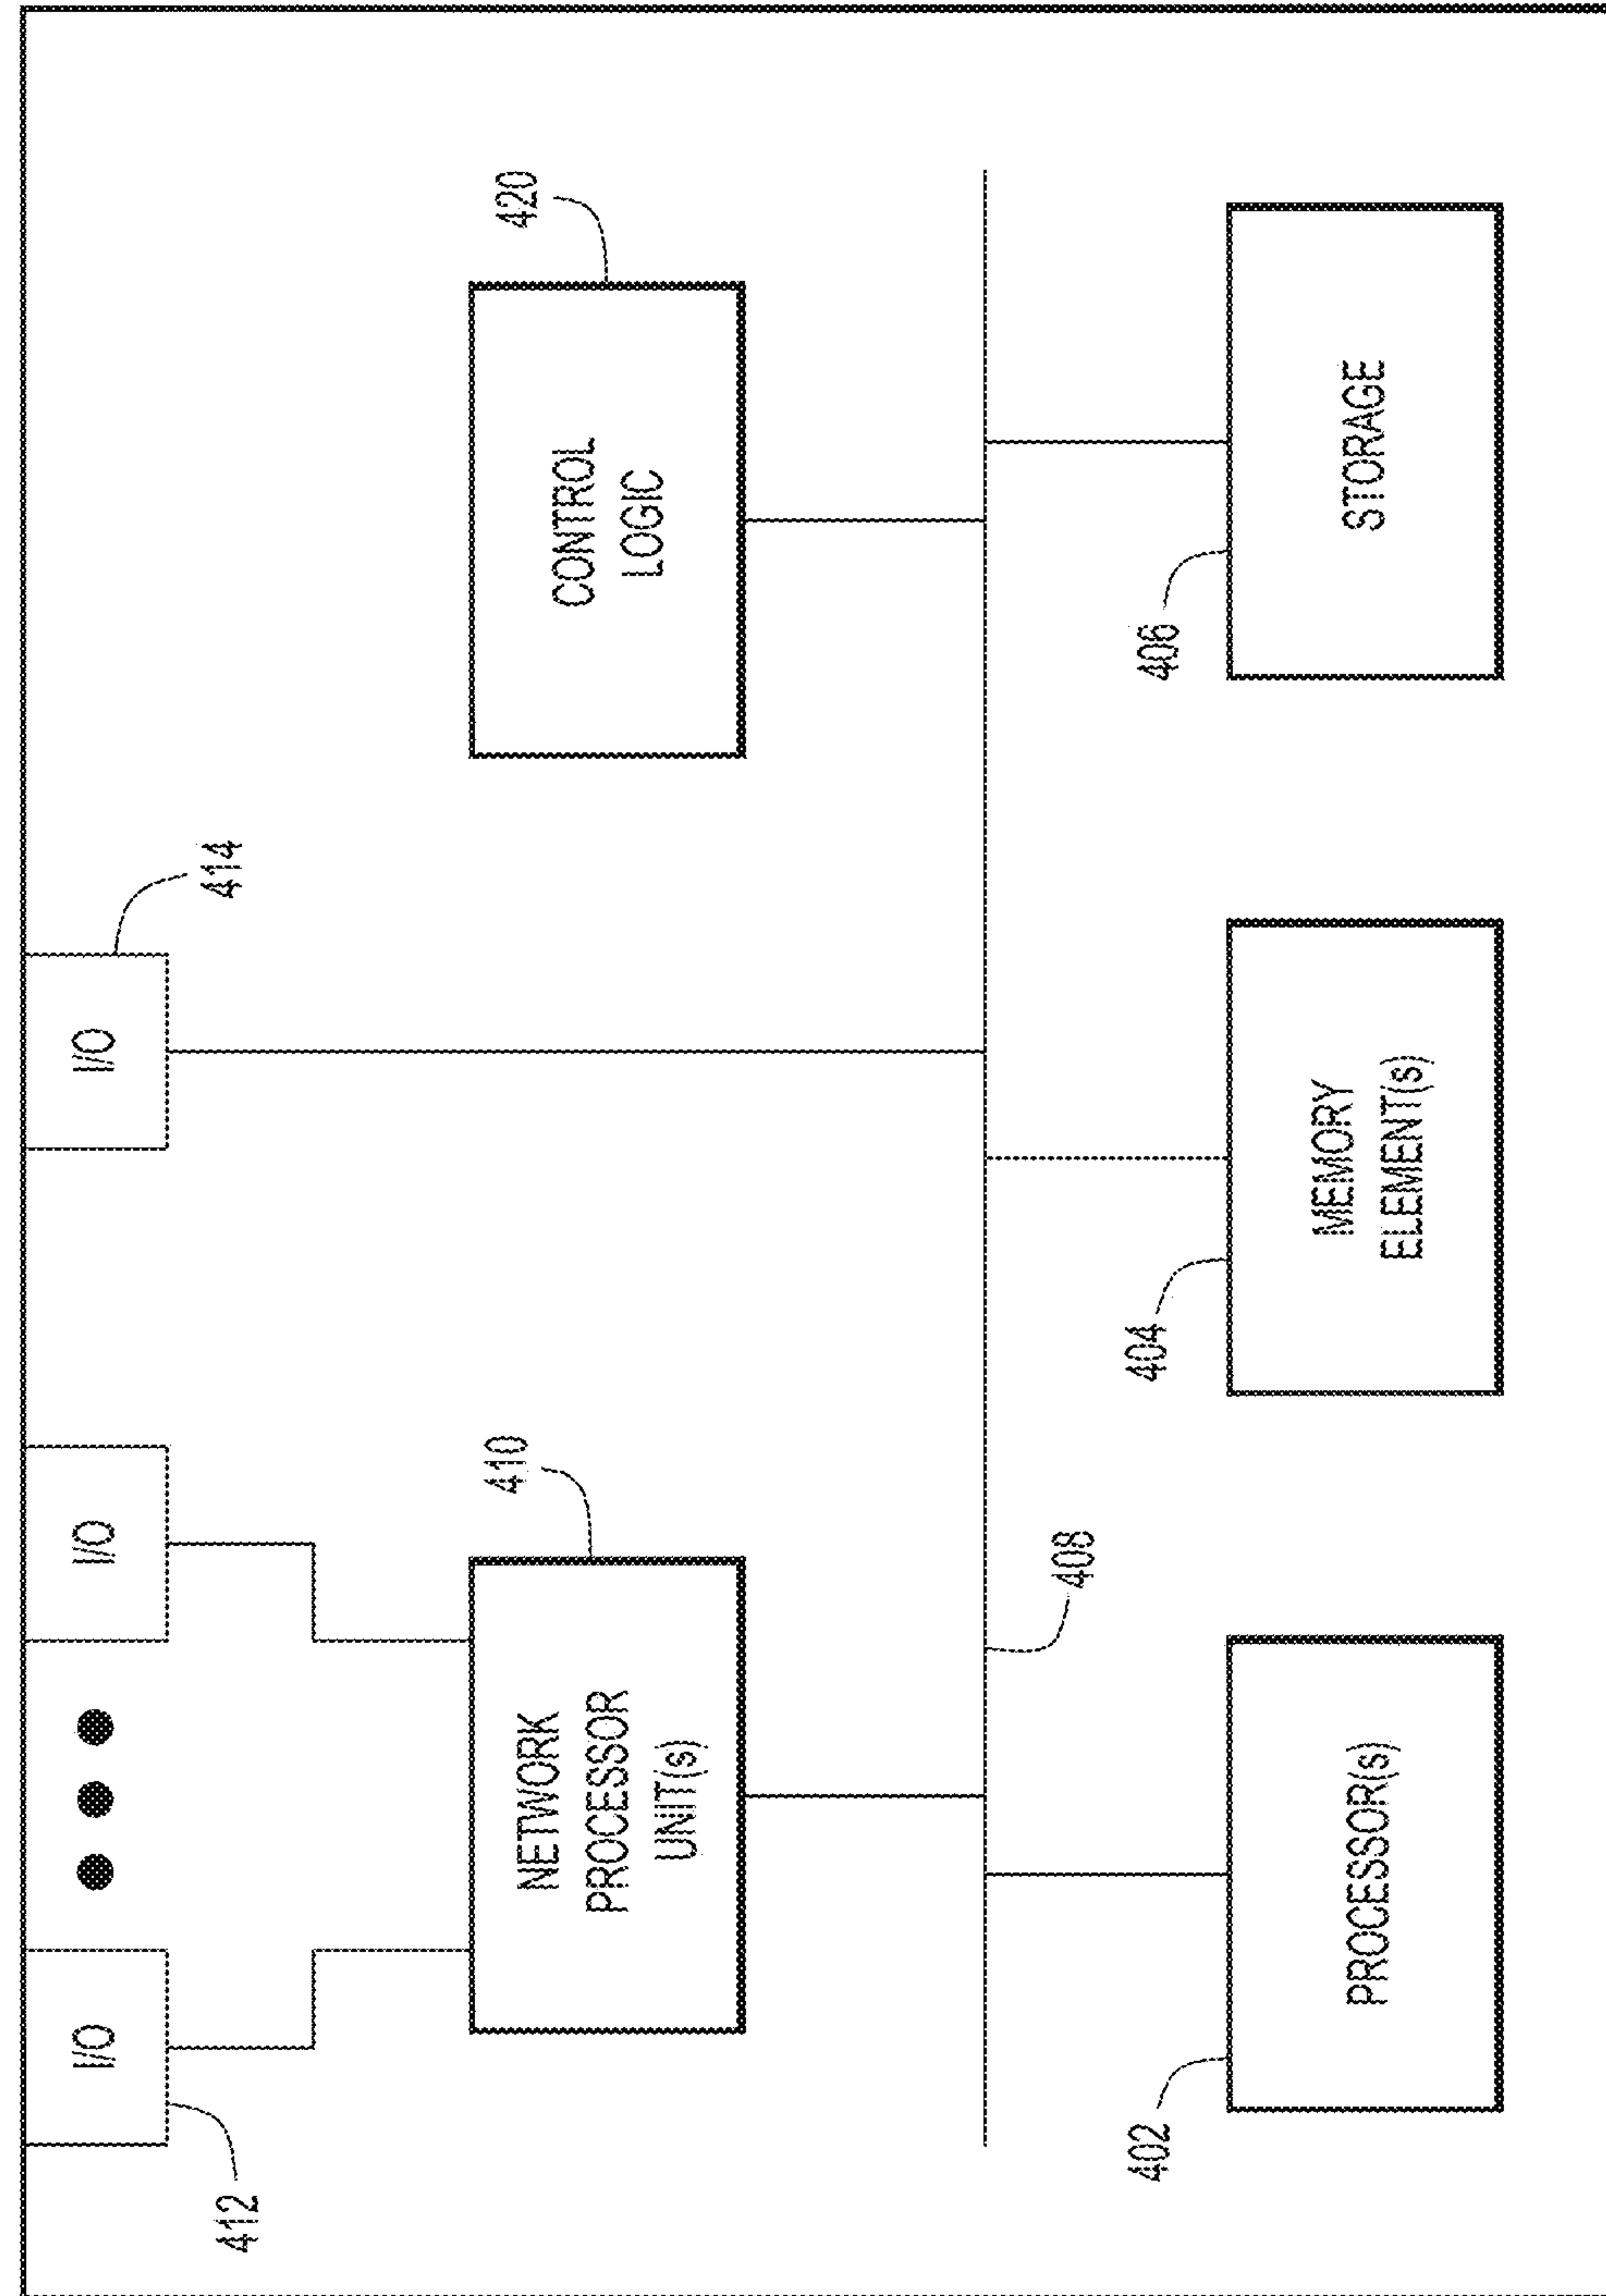 I/O
I/O
I/O
412
414
NETWORK
PROCESSOR
UNIT(s)
410
CONTROL
LOGIC
420
408
402
PROCESSOR(s)
404
MEMORY
ELEMENT(s)
406
STORAGE